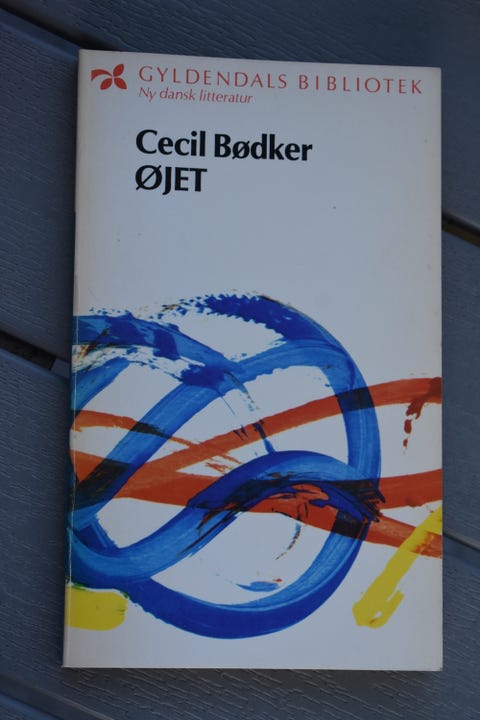 GYLDENDALS BIBLIOTEK
Ny dansk litteratur
Cecil Bødker
ØJET